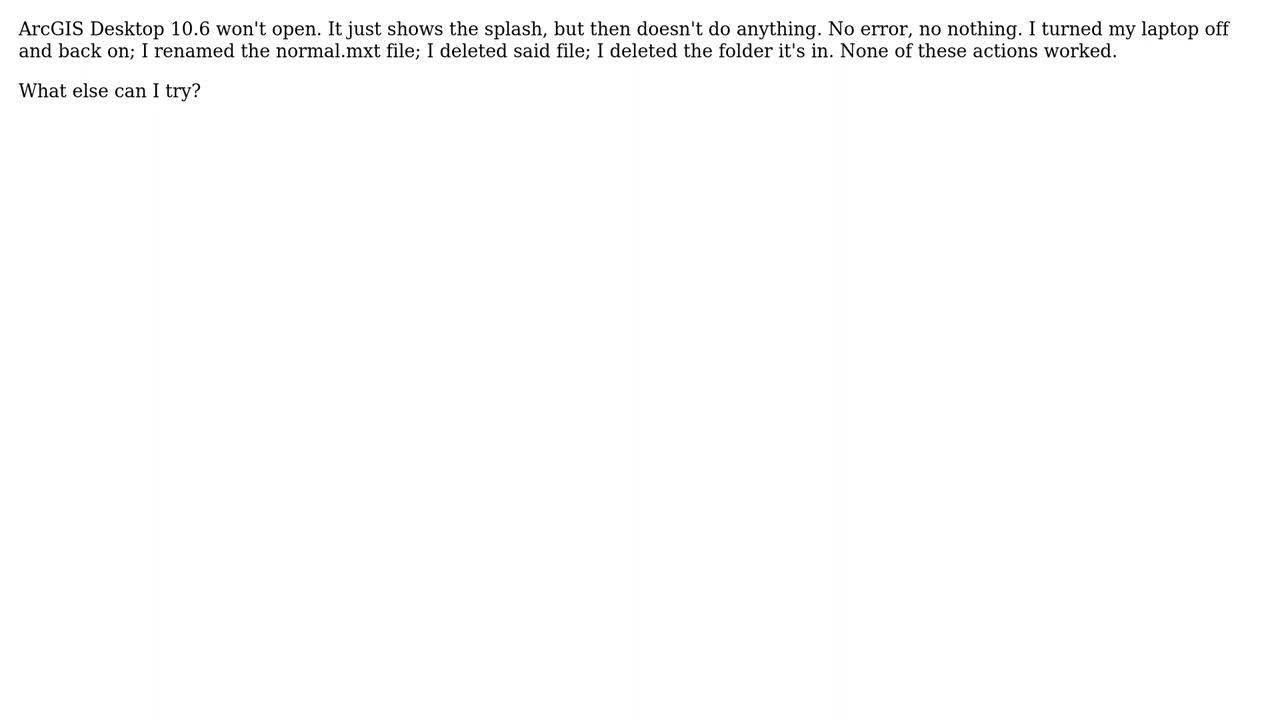 ArcGIS Desktop 10.6 won't open. It just shows the splash, but then doesn't do anything. No error, no nothing. I turned my laptop off
and back on; I renamed the normal.mxt file; I deleted said file; I deleted the folder it's in. None of these actions worked.
What else can I try?